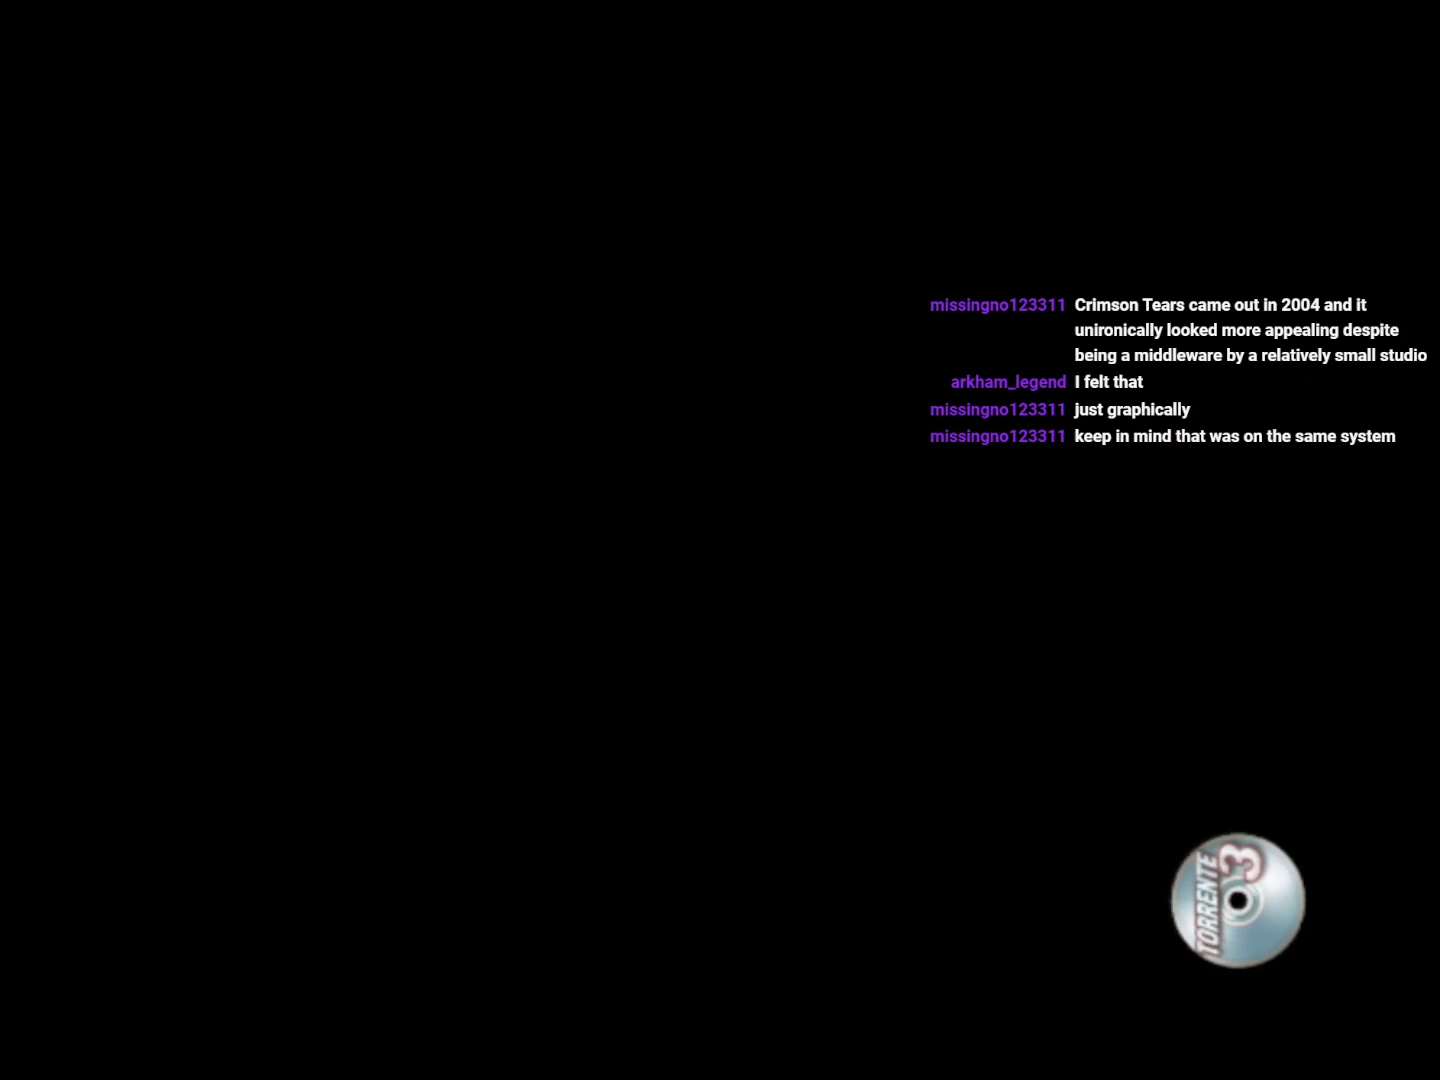 missingno123311 Crimson Tears came out in 2004 and it
unironically looked more appealing despite
being a middleware by a relatively small studio
arkham_legend I felt that
missingno123311 just graphically
missingno123311 keep in mind that was on the same system
TORRENTE
3